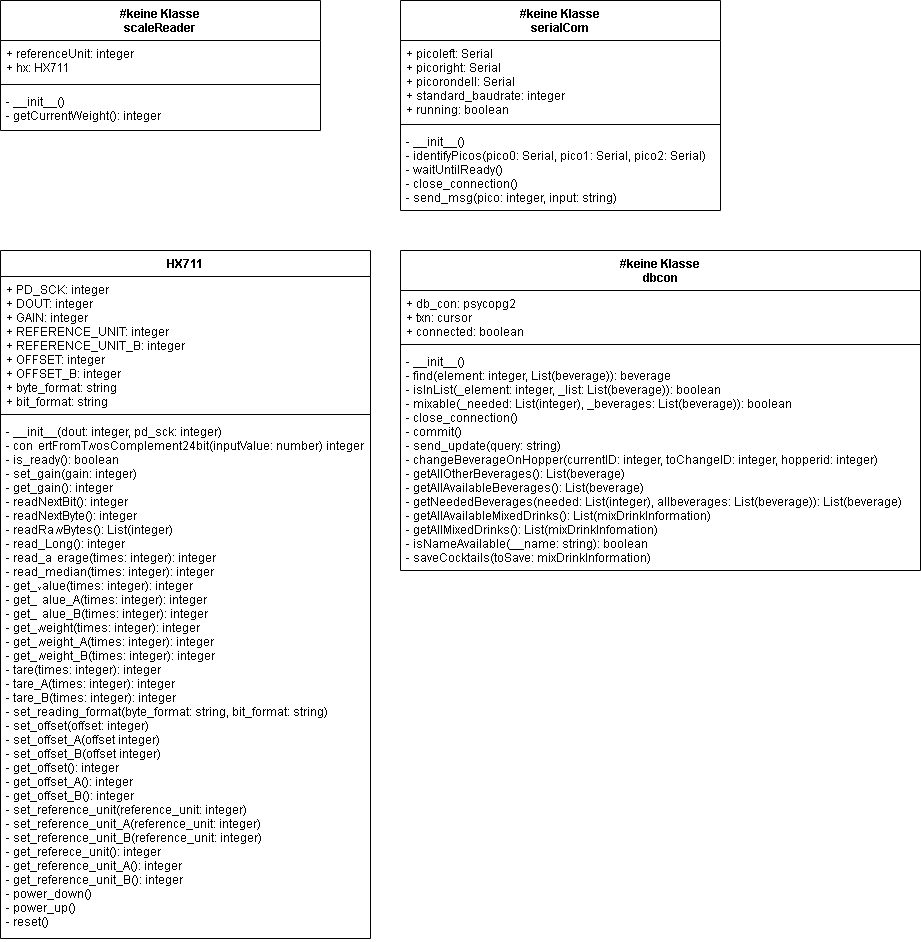 #keine Klasse
scaleReader
+ referenceUnit: integer
+ hx: HX711
- __init__()
- getCurrentWeight(): integer
#keine Klasse
serialCom
+ picoleft: Serial
+ picoright: Serial
+ picorondell: Serial
+ standard_baudrate: integer
+ running: boolean
- __init__()
- identifyPicos(pico0: Serial, pico1: Serial, pico2: Serial)
- waitUntilReady()
- close_connection()
- send_msg(pico: integer, input: string)
HX711
+ PD_SCK: integer
+ DOUT: integer
+ GAIN: integer
+ REFERENCE_UNIT: integer
+ REFERENCE_UNIT_B: integer
+ OFFSET: integer
+ OFFSET_B: integer
+ byte_format: string
+ bit_format: string
- __init__(dout: integer, pd_sck: integer)
- con ertFromTwosComplement24bit(inputValue: number) integer
- is_ready(): boolean
- set_gain(gain: integer)
- get_gain(): integer
- readNextBit(): integer
- readNextByte(): integer
- readRawBytes(): List(integer)
- read_Long(): integer
- read_a erage(times: integer): integer
- read_median(times: integer): integer
- get_value(times: integer): integer
- get_ alue_A(times: integer): integer
- get_ alue_B(times: integer): integer
- get_weight(times: integer): integer
- get_weight_A(times: integer): integer
- get_weight_B(times: integer): integer
- tare(times: integer): integer
- tare_A(times: integer): integer
- tare_B(times: integer): integer
- set_reading_format(byte_format: string, bit_format: string)
- set_offset(offset: integer)
- set_offset_A(offset integer)
- set_offset_B(offset integer)
- get_offset(): integer
- get_offset_A(): integer
- get_offset_B(): integer
- set_reference_unit(reference_unit: integer)
- set_reference_unit_A(reference_unit: integer)
- set_reference_unit_B(reference_unit: integer)
- get_referece_unit(): integer
- get_reference_unit_A(): integer
- get_reference_unit_B(): integer
- power_down()
- power_up()
- reset()
#keine Klasse
dbcon
+ db_con: psycopg2
+ txn: cursor
+ connected: boolean
- __init__()
- find(element: integer, List(beverage)): beverage
- isInList(_element: integer, _list: List(beverage)): boolean
- mixable(_needed: List(integer), _beverages: List(beverage)): boolean
- close_connection()
- commit()
- send_update(query: string)
- changeBeverageOnHopper(currentID: integer, toChangeID: integer, hopperid: integer)
- getAllOtherBeverages(): List(beverage)
- getAllAvailableBeverages(): List(beverage)
- getNeededBeverages(needed: List(integer), allbeverages: List(beverage)): List(beverage)
- getAllAvailableMixedDrinks(): List(mixDrinkInformation)
- getAllMixedDrinks(): List(mixDrinkInfomation)
- isNameAvailable(__name: string): boolean
- saveCocktails(toSave: mixDrinkInformation)